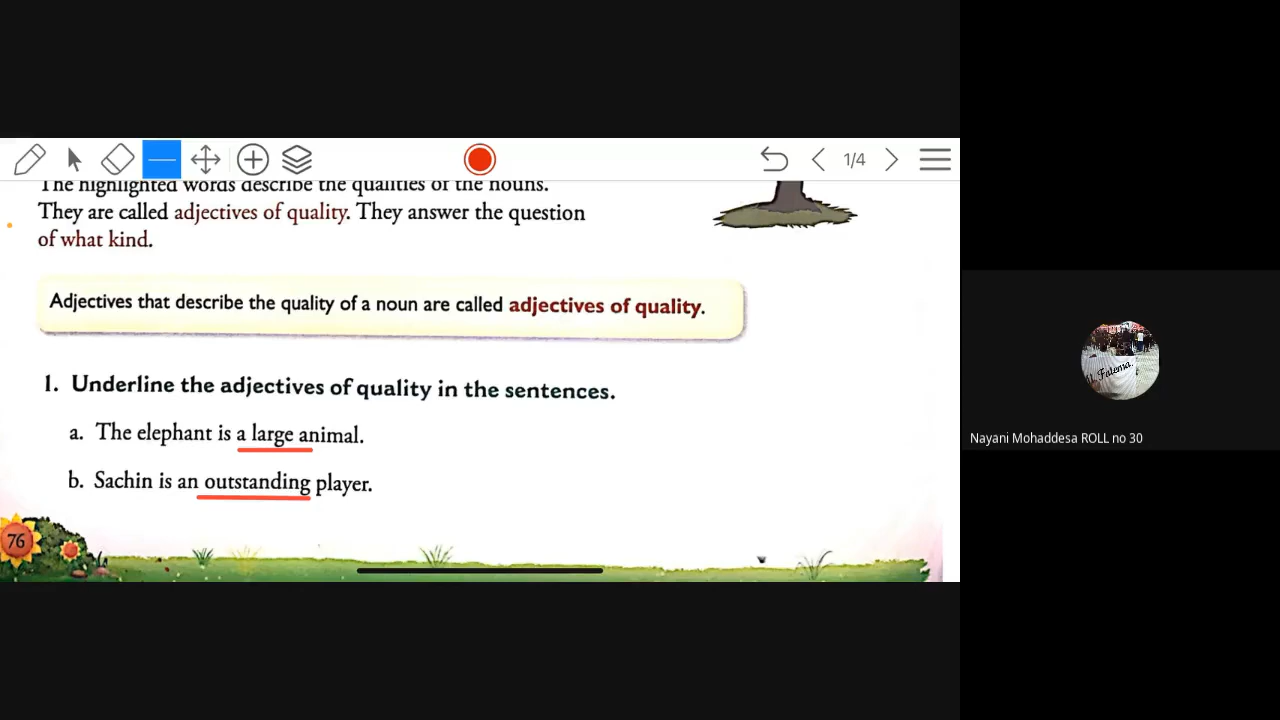 1/4
The highlighted words describe the qualities of the nouns.
They are called adjectives of quality. They answer the question
of what kind.
Adjectives that describe the quality of a noun are called adjectives of quality.
1. Underline the adjectives of quality in the sentences.
a. The elephant is a large animal.
b. Sachin is an outstanding player.
76
Fatema.
Nayani Mohaddesa ROLL no 30